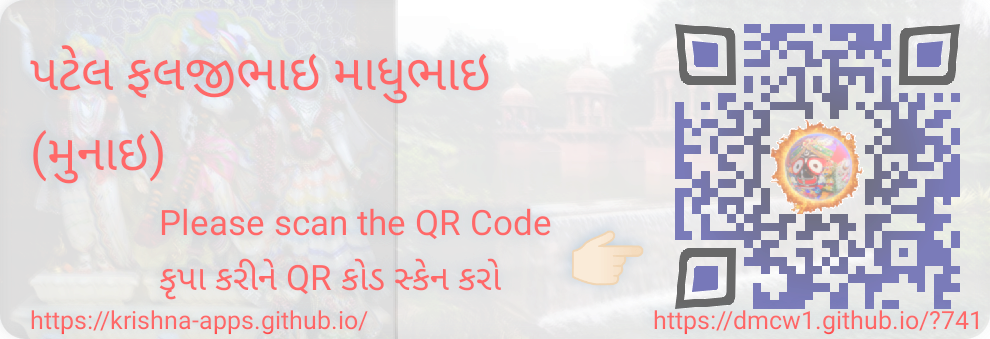 પટેલ ફલજીભાઇ માધુભાઇ
(મુનાઇ)
Please scan the QR Code
કૃપા કરીને QR કોડ સ્કેન કરો
https://krishna-apps.github.io/
https://dmcw1.github.io/?741